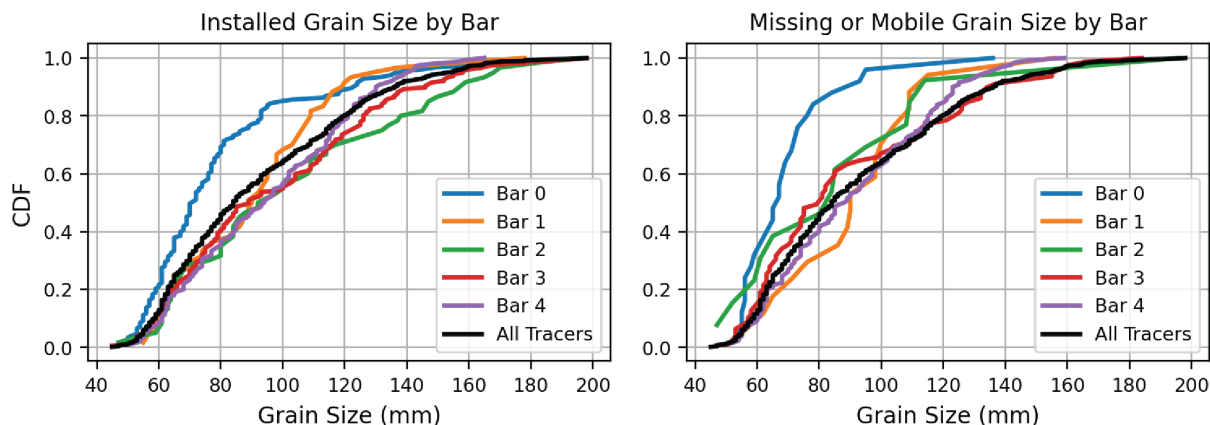 Installed Grain Size by Bar
CDF
1.0
0.8
0.6
0.4
0.2
0.0
40 60 80 100 120 140 160 180 200
Grain Size (mm)
Bar 0
Bar 1
Bar 2
Bar 3
Bar 4
All Tracers
Missing or Mobile Grain Size by Bar
1.0
0.8
0.6
0.4
0.2
0.0
40 60 80 100 120 140 160 180 200
Grain Size (mm)
Bar 0
Bar 1
Bar 2
Bar 3
Bar 4
All Tracers